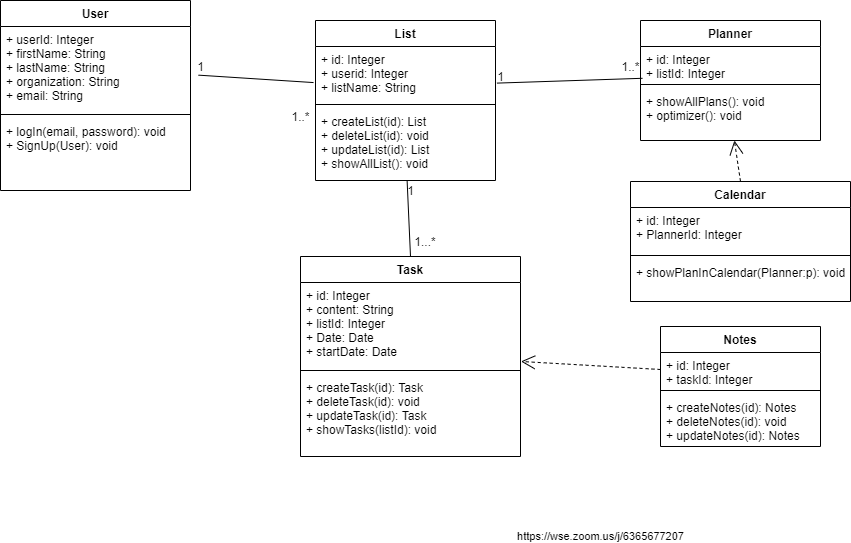 User
+ userId: Integer
+ firstName: String
+ lastName: String
+ organization: String
+ email: String
+ logIn(email, password): void
+ SignUp(User): void
1
1..*
List
+ id: Integer
+ userid: Integer
+ listName: String
+ createList(id): List
+ deleteList(id): void
+ updateList(id): List
+ showAllList(): void
1
1..*
Planner
+ id: Integer
+ listId: Integer
+ showAllPlans(): void
+ optimizer(): void
Calendar
+ id: Integer
+ PlannerId: Integer
+ showPlanInCalendar(Planner:p): void
1
1...*
Task
+ id: Integer
+ content: String
+ listId: Integer
+ Date: Date
+ startDate: Date
+ createTask(id): Task
+ deleteTask(id): void
+ updateTask(id): Task
+ showTasks(listId): void
Notes
+ id: Integer
+ taskId: Integer
+ createNotes(id): Notes
+ deleteNotes(id): void
+ updateNotes(id): Notes
https://wse.zoom.us/j/6365677207